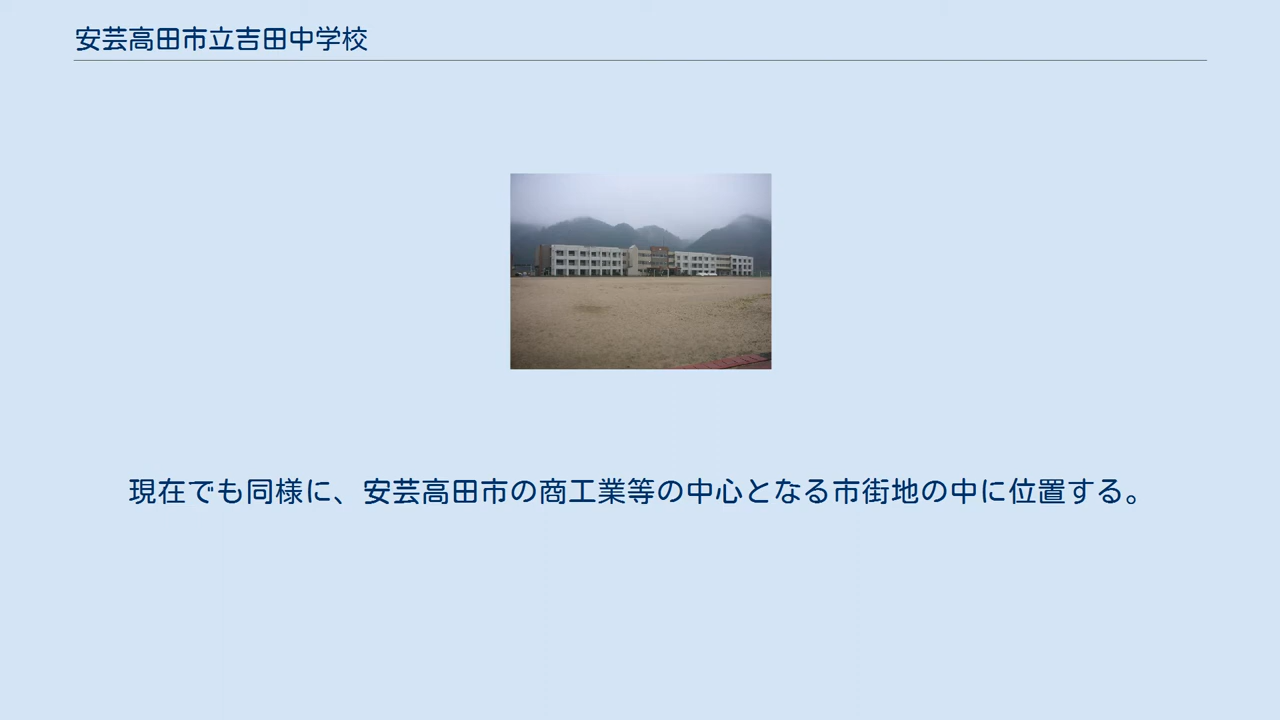 安芸高田市立吉田中学校
現在でも同様に、安芸高田市の商工業等の中心となる市街地の中に位置する。